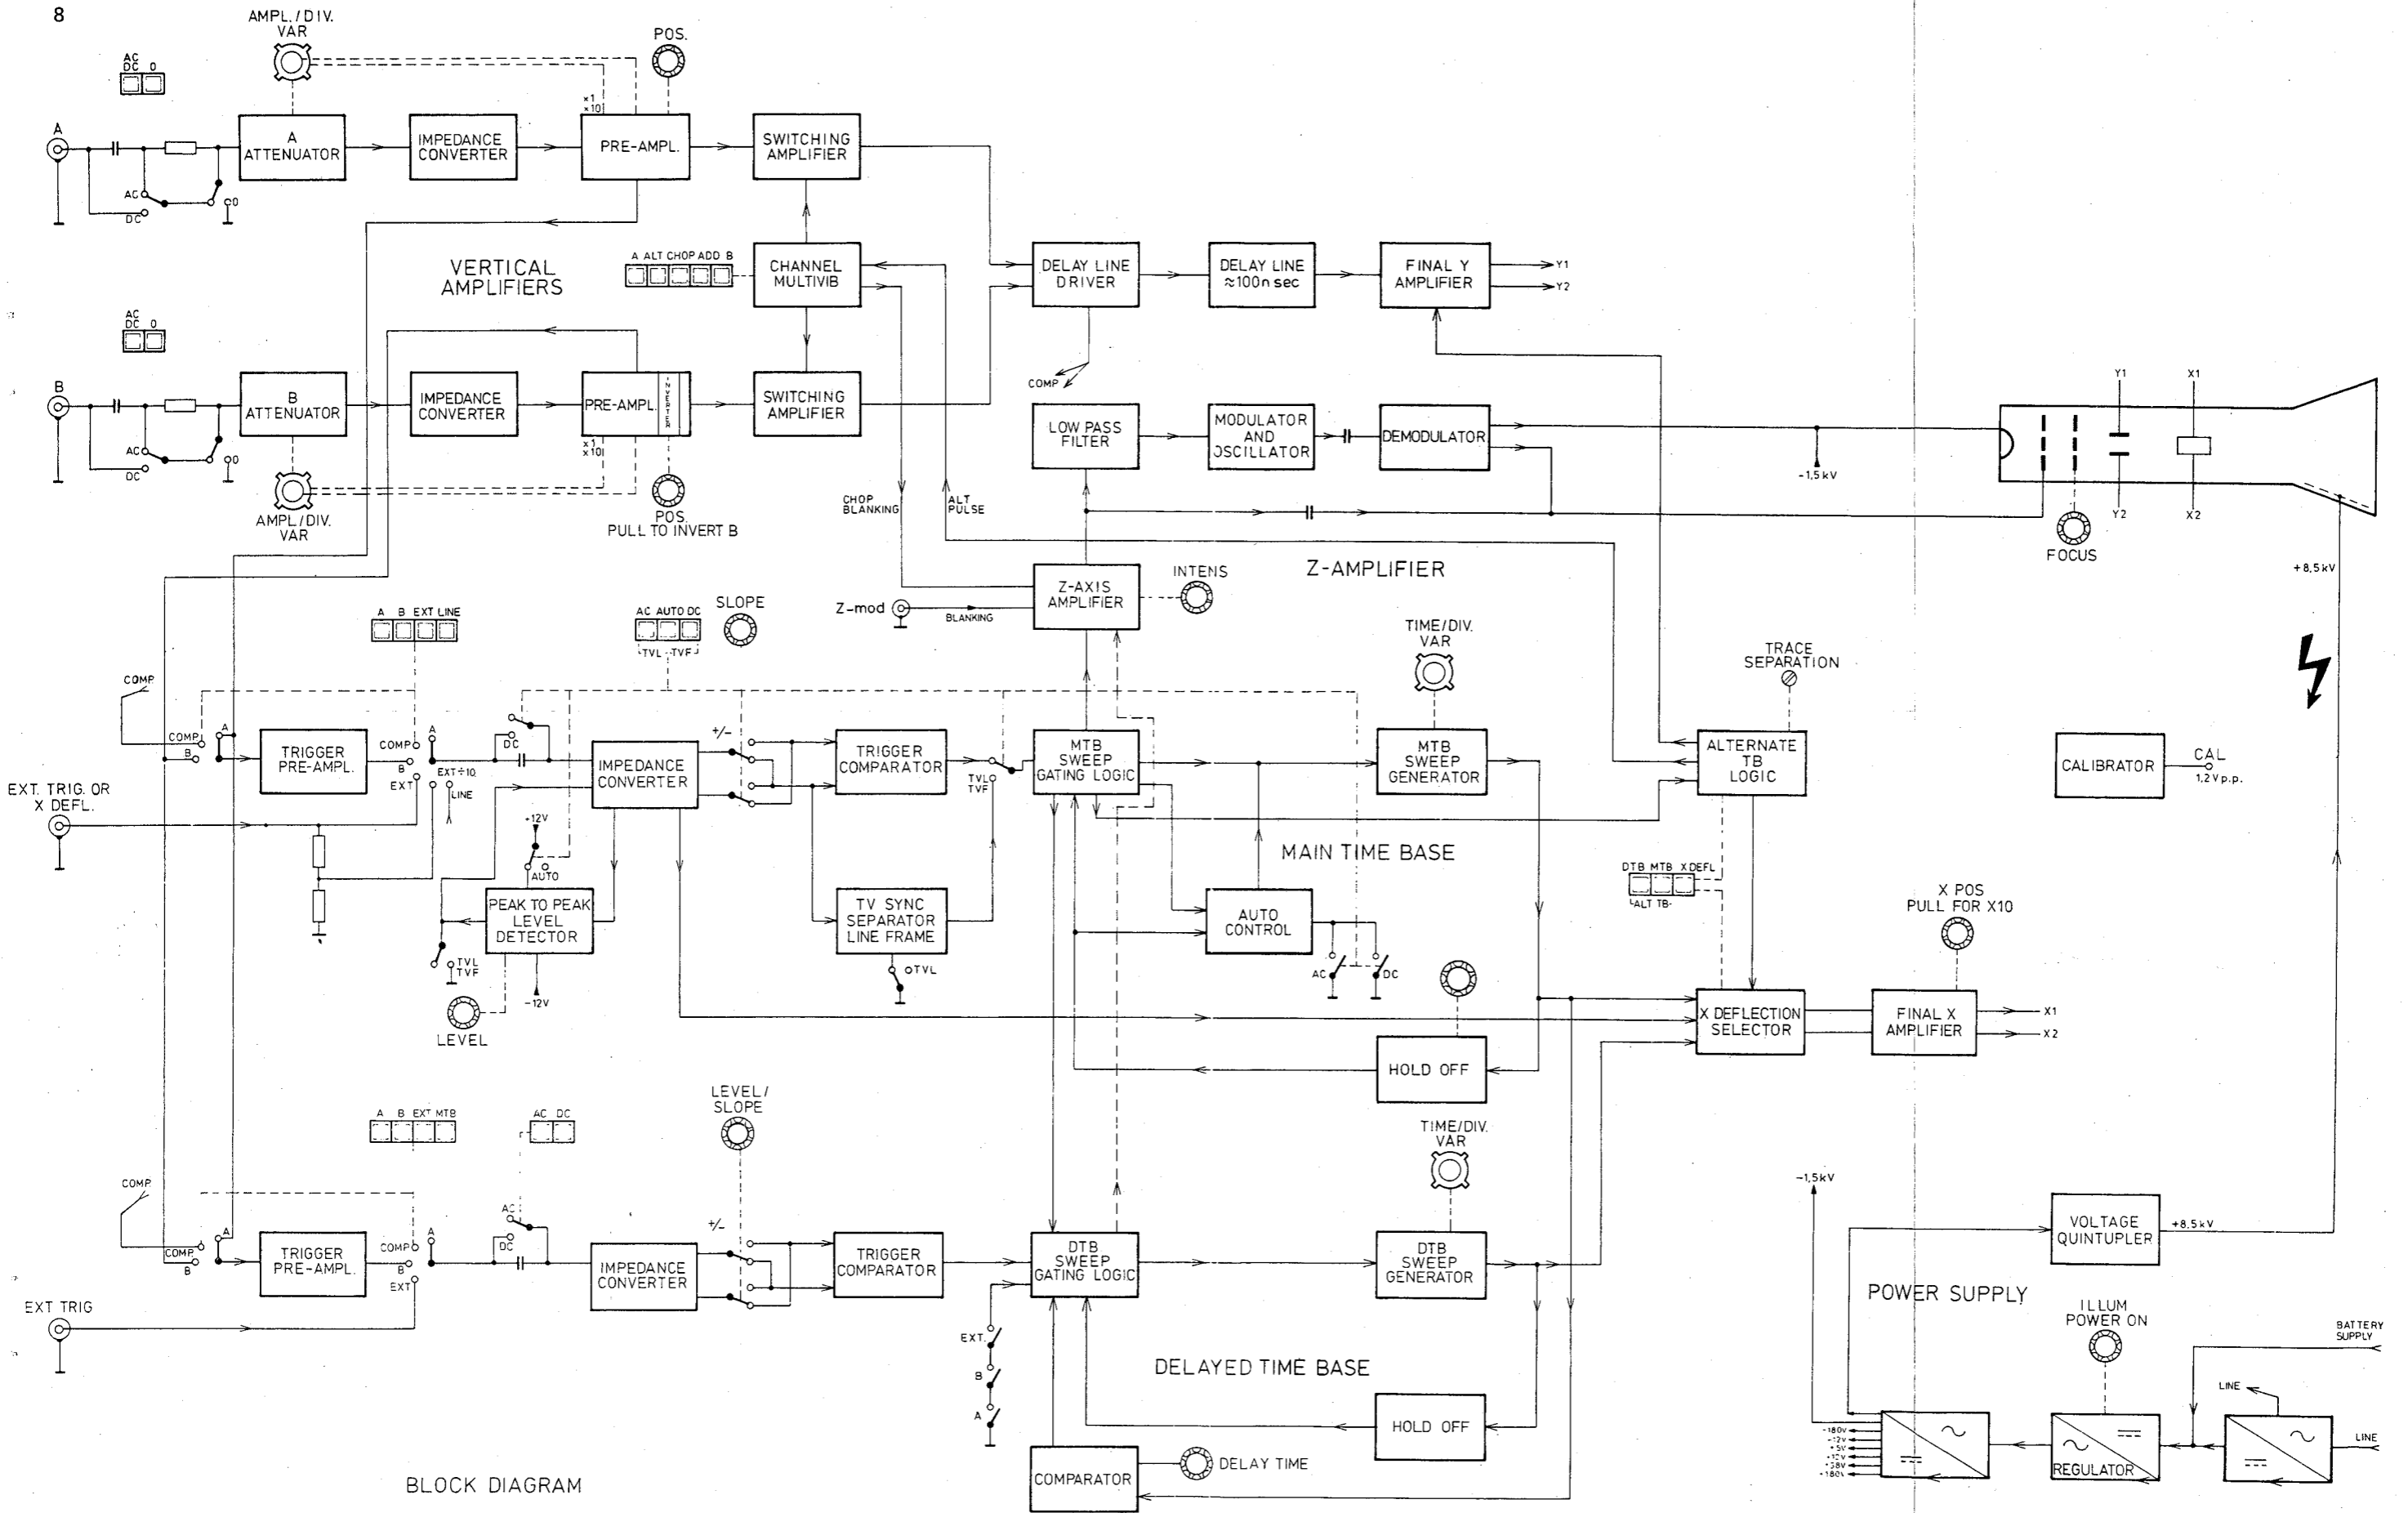 8
AMPL./DIV.
VAR
POS.
AC
DC 0
x1
x10
A
A
ATTENUATOR
IMPEDANCE
CONVERTER
PRE-AMPL.
SWITCHING
AMPLIFIER
AC
DC
0
VERTICAL
AMPLIFIERS
A ALT CHOP ADD B
CHANNEL
MULTIVIB
DELAY LINE
DRIVER
DELAY LINE
≈100n sec
FINAL Y
AMPLIFIER
Y1
Y2
AC
DC 0
B
B
ATTENUATOR
IMPEDANCE
CONVERTER
PRE-AMPL.
INVERTER
SWITCHING
AMPLIFIER
COMP
LOW PASS
FILTER
MODULATOR
AND
OSCILLATOR
DEMODULATOR
-1,5 kV
Y1
X1
Y2
X2
FOCUS
+8,5 kV
AC
DC
0
x1
x10
AMPL./DIV.
VAR
POS.
PULL TO INVERT B
CHOP
BLANKING
ALT
PULSE
Z-AXIS
AMPLIFIER
INTENS
Z-AMPLIFIER
Z-mod
BLANKING
A B EXT LINE
AC AUTO DC
TVL TVF
SLOPE
TIME/DIV.
VAR
TRACE
SEPARATION
COMP
COMP
B
A
TRIGGER
PRE-AMPL.
COMP
B
EXT
A
EXT÷10
LINE
DC
IMPEDANCE
CONVERTER
+/-
TRIGGER
COMPARATOR
TVL
TVF
MTB
SWEEP
GATING LOGIC
MTB
SWEEP
GENERATOR
ALTERNATE
TB
LOGIC
CALIBRATOR
CAL
1,2V p.p.
EXT. TRIG. OR
X DEFL.
+12V
AUTO
PEAK TO PEAK
LEVEL
DETECTOR
TVL
TVF
-12V
LEVEL
TV SYNC
SEPARATOR
LINE FRAME
TVL
MAIN TIME BASE
AUTO
CONTROL
AC
DC
DTB MTB X DEFL
ALT TB
X POS
PULL FOR X10
X DEFLECTION
SELECTOR
FINAL X
AMPLIFIER
X1
X2
HOLD OFF
A B EXT MTB
AC DC
LEVEL/
SLOPE
TIME/DIV.
VAR
COMP
COMP
B
A
TRIGGER
PRE-AMPL.
COMP
B
EXT
A
AC
DC
IMPEDANCE
CONVERTER
+/-
TRIGGER
COMPARATOR
DTB
SWEEP
GATING LOGIC
DTB
SWEEP
GENERATOR
-1,5kV
VOLTAGE
QUINTUPLER
+8,5 kV
EXT TRIG
EXT.
B
A
DELAYED TIME BASE
HOLD OFF
COMPARATOR
DELAY TIME
POWER SUPPLY
ILLUM
POWER ON
BATTERY
SUPPLY
LINE
LINE
REGULATOR
-180V
-12V
+5V
+12V
+180V
BLOCK DIAGRAM